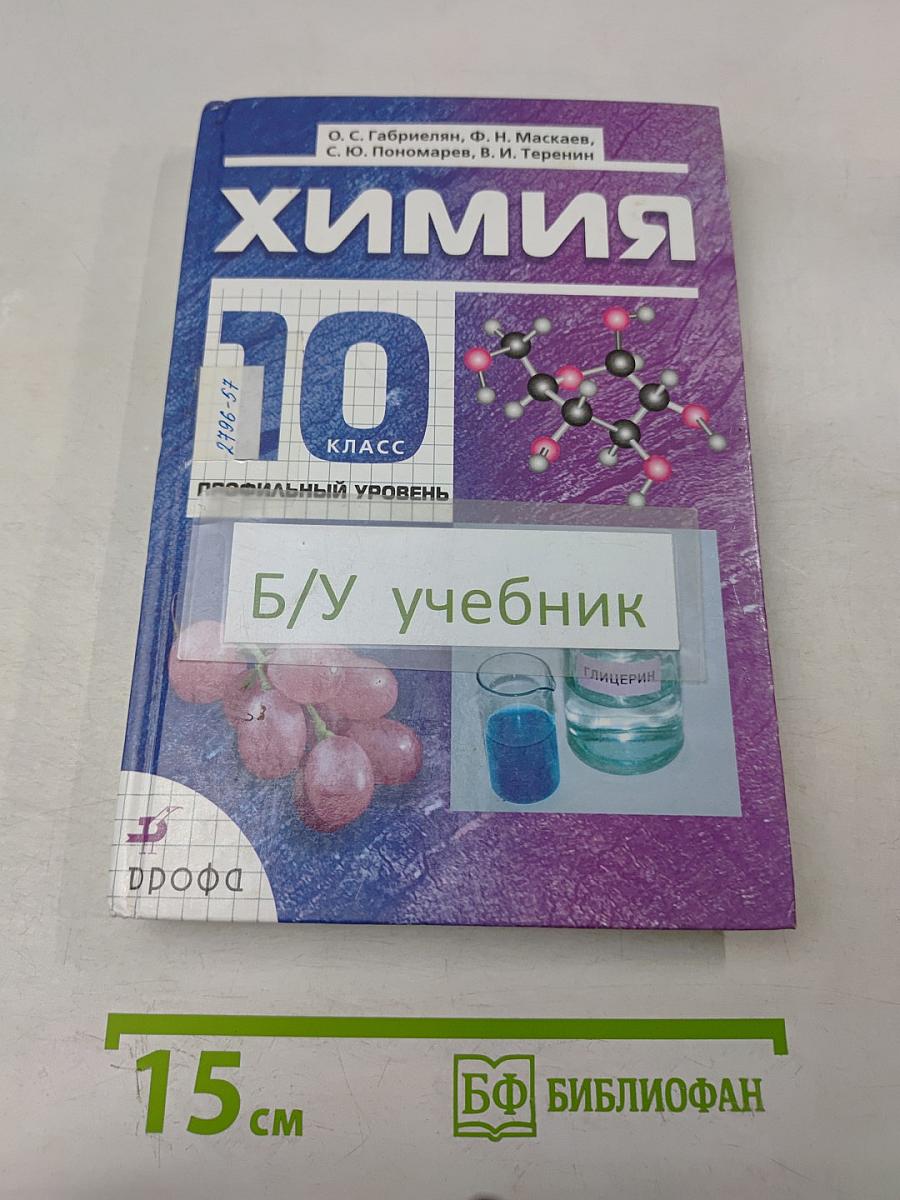 О. С. Габриелян, Ф. Н. Маскаев,
С. Ю. Пономарев, В. И. Теренин
ХИМИЯ
10
КЛАСС
2796-57
ПРОФИЛЬНЫЙ УРОВЕНЬ
Б/У учебник
ГЛИЦЕРИН
дрофа
15 см
БФ БИБЛИОФАН